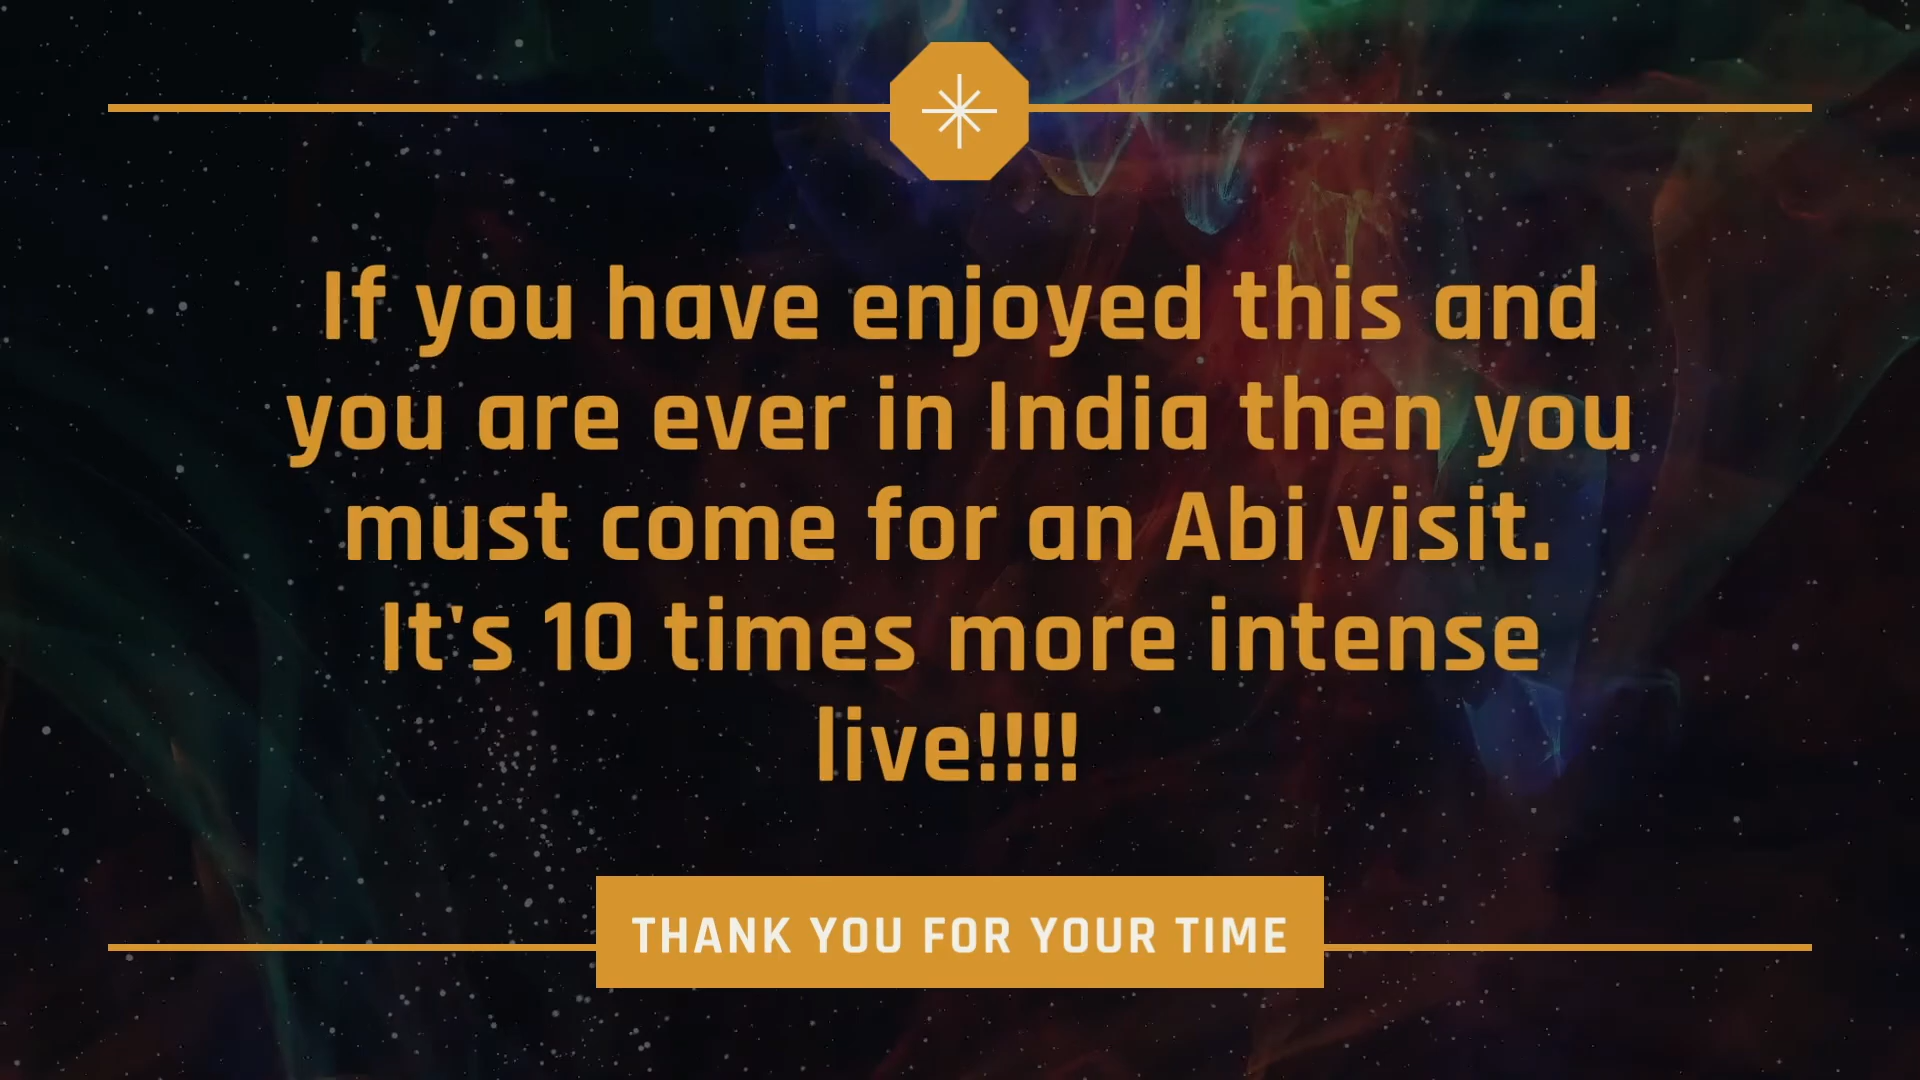 If you have enjoyed this and
you are ever in India then you
must come for an Abi visit.
It's 10 times more intense
live!!!!
THANK YOU FOR YOUR TIME